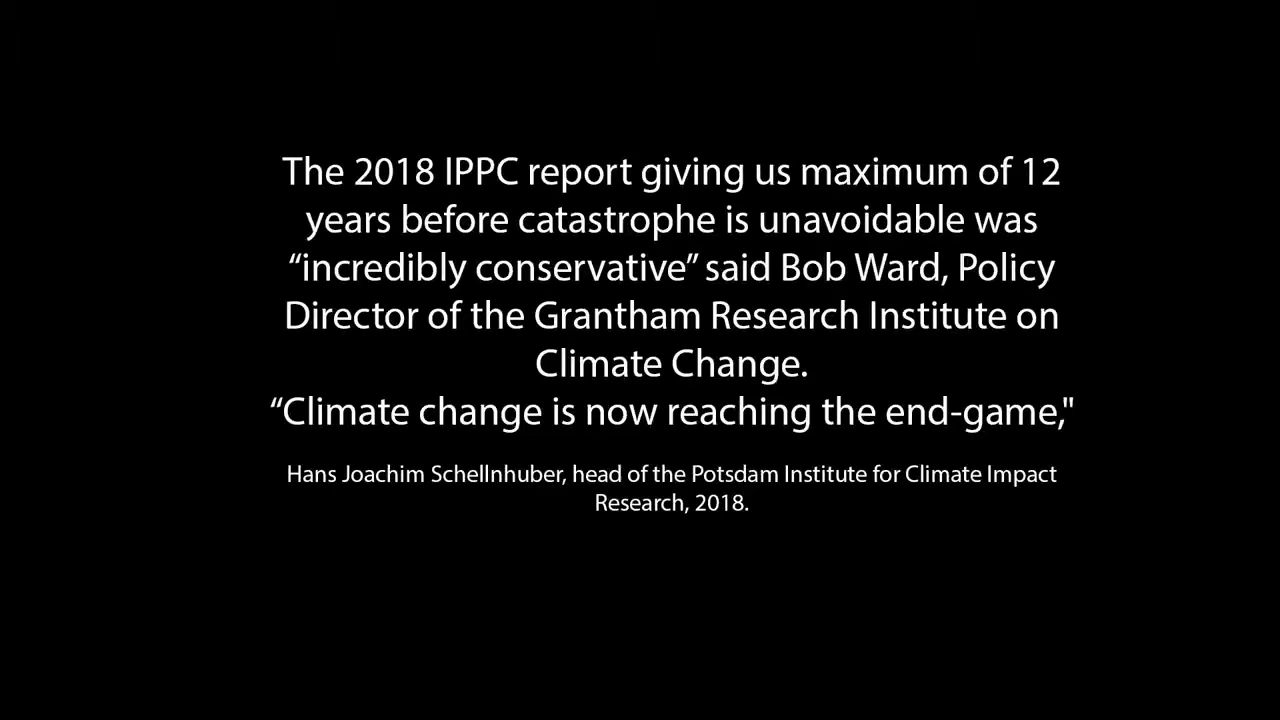 The 2018 IPPC report giving us maximum of 12
years before catastrophe is unavoidable was
“incredibly conservative” said Bob Ward, Policy
Director of the Grantham Research Institute on
Climate Change.
“Climate change is now reaching the end-game,"
Hans Joachim Schellnhuber, head of the Potsdam Institute for Climate Impact
Research, 2018.